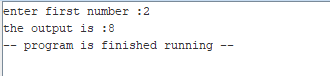 enter first number :2
the output is :8
-- program is finished running --